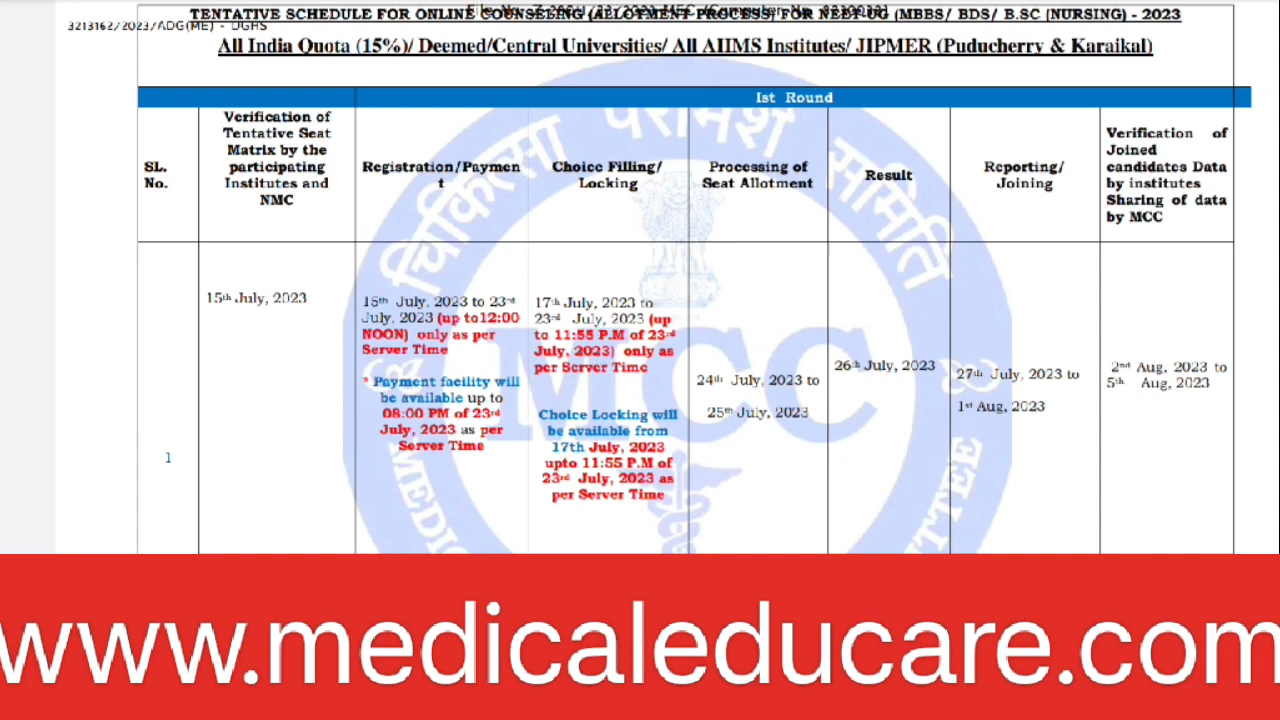 TENTATIVE SCHEDULE FOR ONLINE COUNSELING (ALLOTMENT PROCESS) FOR NEET-UG (MBBS/ BDS/ B.SC (NURSING) - 2023
3213162/2023/ADG(ME) - DGHS
All India Quota (15%)/ Deemed/Central Universities/ All AIIMS Institutes/ JIPMER (Puducherry & Karaikal)
Ist Round
SL.
No.
Verification of
Tentative Seat
Matrix by the
participating
Institutes and
NMC
Registration/Paymen
t
Choice Filling/
Locking
Processing of
Seat Allotment
Result
Reporting/
Joining
Verification of
Joined
candidates Data
by institutes
Sharing of data
by MCC
1
15th July, 2023
15th July, 2023 to 23rd
July, 2023 (up to12:00
NOON) only as per
Server Time
* Payment facility will
be available up to
08:00 PM of 23rd
July, 2023 as per
Server Time
17th July, 2023 to
23rd July, 2023 (up
to 11:55 P.M of 23rd
July, 2023) only as
per Server Time
Choice Locking will
be available from
17th July, 2023
upto 11:55 P.M of
23rd July, 2023 as
per Server Time
24th July, 2023 to
25th July, 2023
26th July, 2023
27th July, 2023 to
1st Aug, 2023
2nd Aug, 2023 to
5th Aug, 2023
चिकित्सा परामर्श समिति
MCC
www.medicaleducare.com